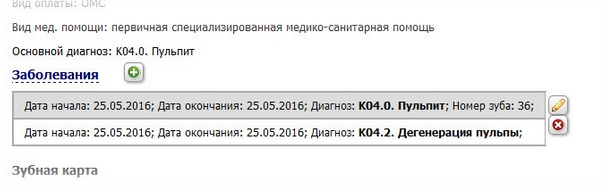 Вид оплаты: ОМС
Вид мед. помощи: первичная специализированная медико-санитарная помощь
Основной диагноз: К04.0. Пульпит
Заболевания
Дата начала: 25.05.2016; Дата окончания: 25.05.2016; Диагноз: К04.0. Пульпит; Номер зуба: 36;
Дата начала: 25.05.2016; Дата окончания: 25.05.2016; Диагноз: К04.2. Дегенерация пульпы;
Зубная карта